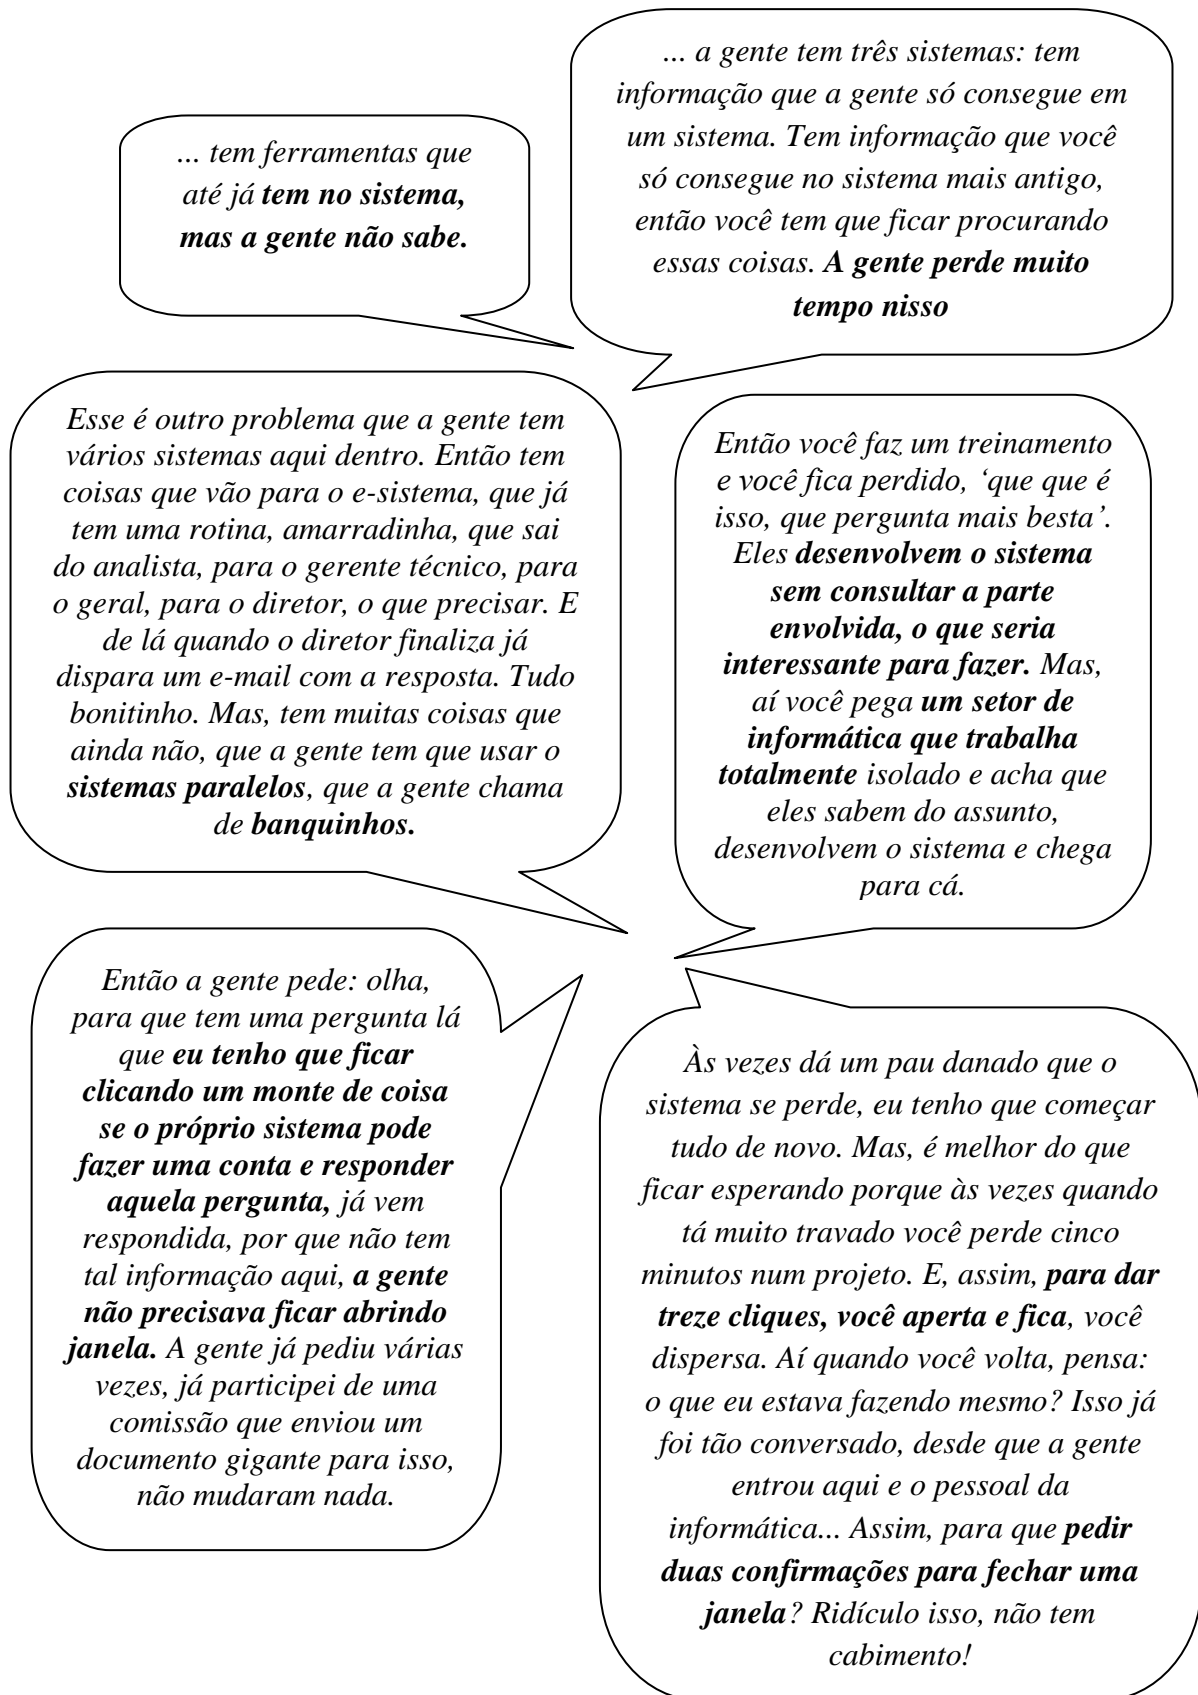 ... tem ferramentas que
até já tem no sistema,
mas a gente não sabe.
... a gente tem três sistemas: tem
informação que a gente só consegue em
um sistema. Tem informação que você
só consegue no sistema mais antigo,
então você tem que ficar procurando
essas coisas. A gente perde muito
tempo nisso
Esse é outro problema que a gente tem
vários sistemas aqui dentro. Então tem
coisas que vão para o e-sistema, que já
tem uma rotina, amarradinha, que sai
do analista, para o gerente técnico, para
o geral, para o diretor, o que precisar. E
de lá quando o diretor finaliza já
dispara um e-mail com a resposta. Tudo
bonitinho. Mas, tem muitas coisas que
ainda não, que a gente tem que usar o
sistemas paralelos, que a gente chama
de banquinhos.
Então você faz um treinamento
e você fica perdido, ‘que que é
isso, que pergunta mais besta’.
Eles desenvolvem o sistema
sem consultar a parte
envolvida, o que seria
interessante para fazer. Mas,
aí você pega um setor de
informática que trabalha
totalmente isolado e acha que
eles sabem do assunto,
desenvolvem o sistema e chega
para cá.
Então a gente pede: olha,
para que tem uma pergunta lá
que eu tenho que ficar
clicando um monte de coisa
se o próprio sistema pode
fazer uma conta e responder
aquela pergunta, já vem
respondida, por que não tem
tal informação aqui, a gente
não precisava ficar abrindo
janela. A gente já pediu várias
vezes, já participei de uma
comissão que enviou um
documento gigante para isso,
não mudaram nada.
Às vezes dá um pau danado que o
sistema se perde, eu tenho que começar
tudo de novo. Mas, é melhor do que
ficar esperando porque às vezes quando
tá muito travado você perde cinco
minutos num projeto. E, assim, para dar
treze cliques, você aperta e fica, você
dispersa. Aí quando você volta, pensa:
o que eu estava fazendo mesmo? Isso já
foi tão conversado, desde que a gente
entrou aqui e o pessoal da
informática... Assim, para que pedir
duas confirmações para fechar uma
janela? Ridículo isso, não tem
cabimento!